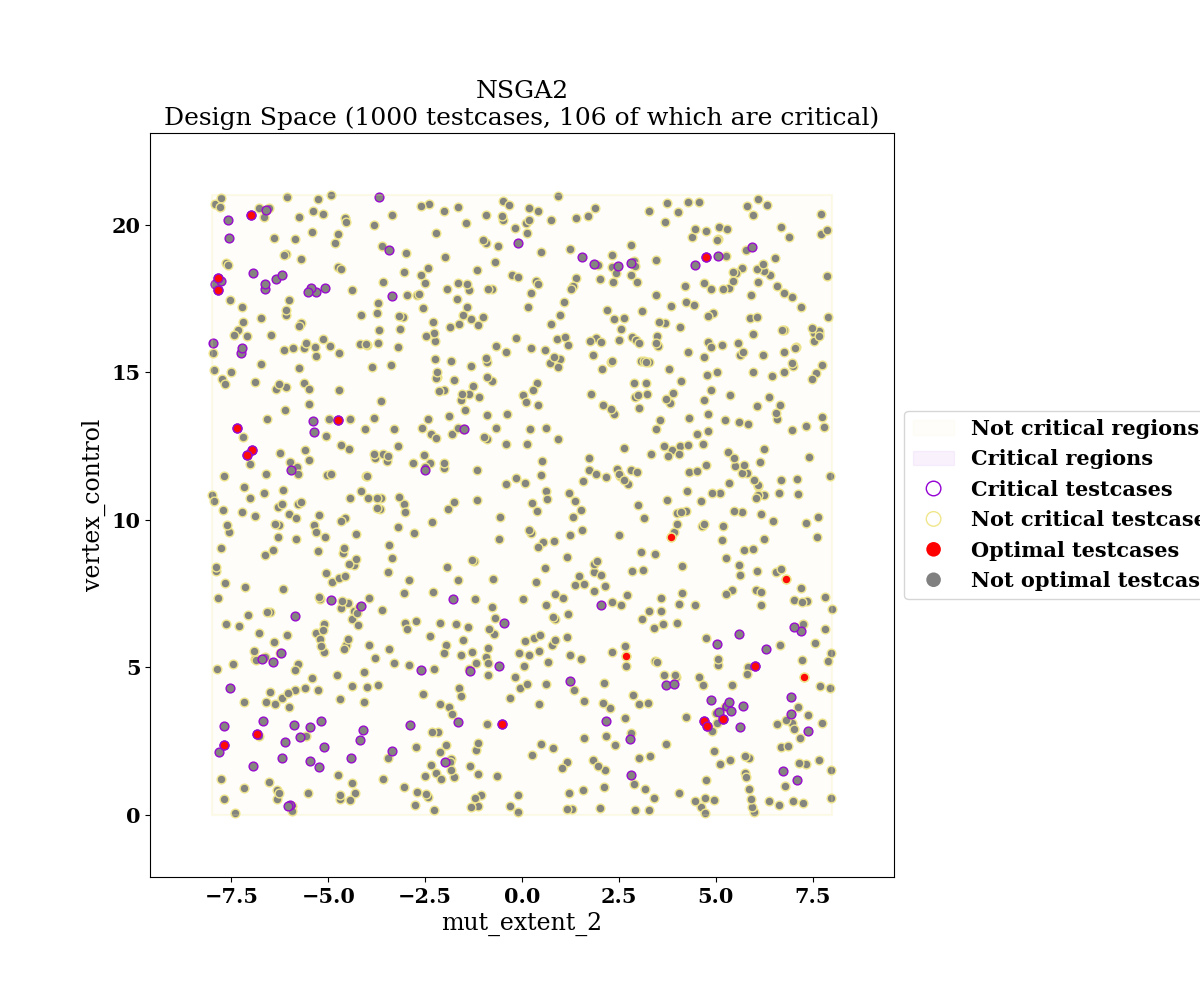 NSGA2
Design Space (1000 testcases, 106 of which are critical)
20
15
10
5
0
vertex_control
−7.5 −5.0 −2.5 0.0 2.5 5.0 7.5
mut_extent_2
Not critical regions
Critical regions
Critical testcases
Not critical testcase
Optimal testcases
Not optimal testcas